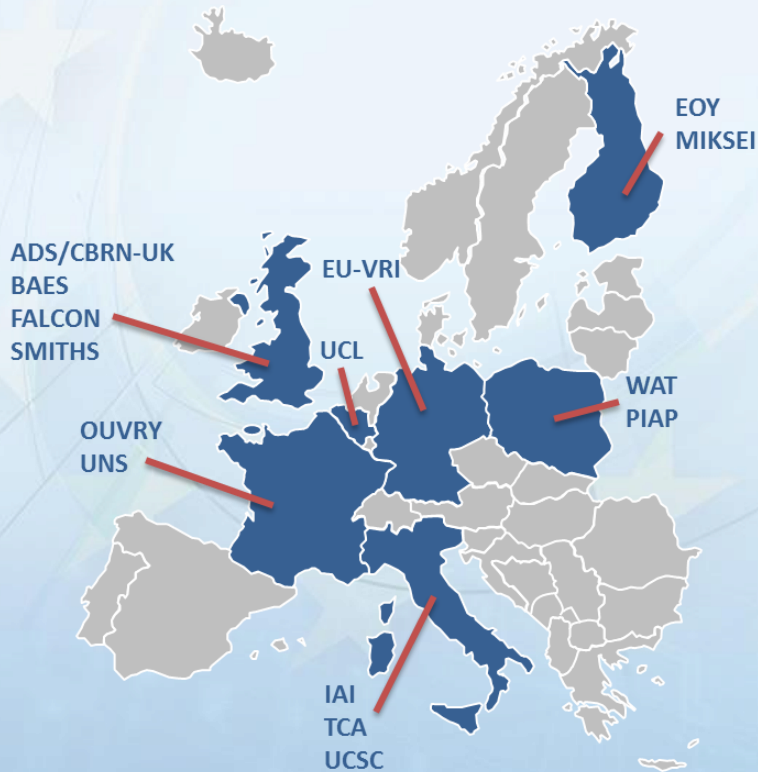 EOY
MIKSEI
ADS/CBRN-UK
BAES
FALCON
SMITHS
EU-VRI
UCL
WAT
PIAP
OUVRY
UNS
IAI
TCA
UCSC